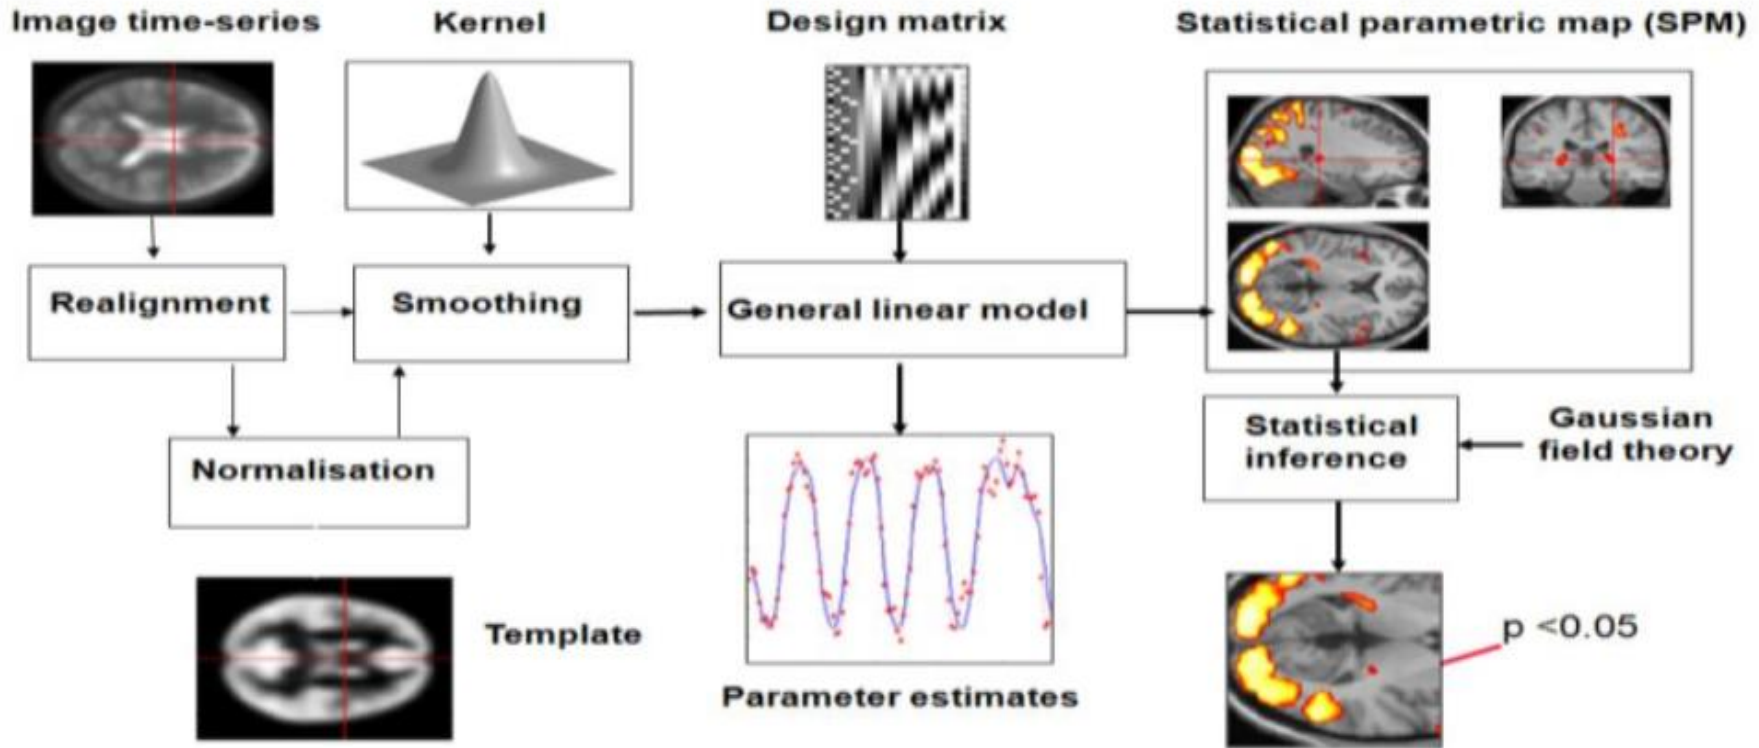 Image time-series
Kernel
Design matrix
Statistical parametric map (SPM)
Realignment
Smoothing
General linear model
Normalisation
Statistical
inference
Gaussian
field theory
Template
Parameter estimates
p <0.05